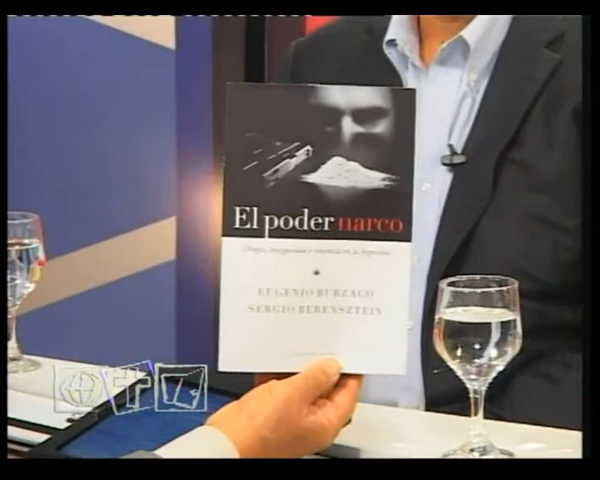 El poder narco
Drogas, inseguridad y violencia en la Argentina
EUGENIO BURZACO
SERGIO BERENSZTEIN